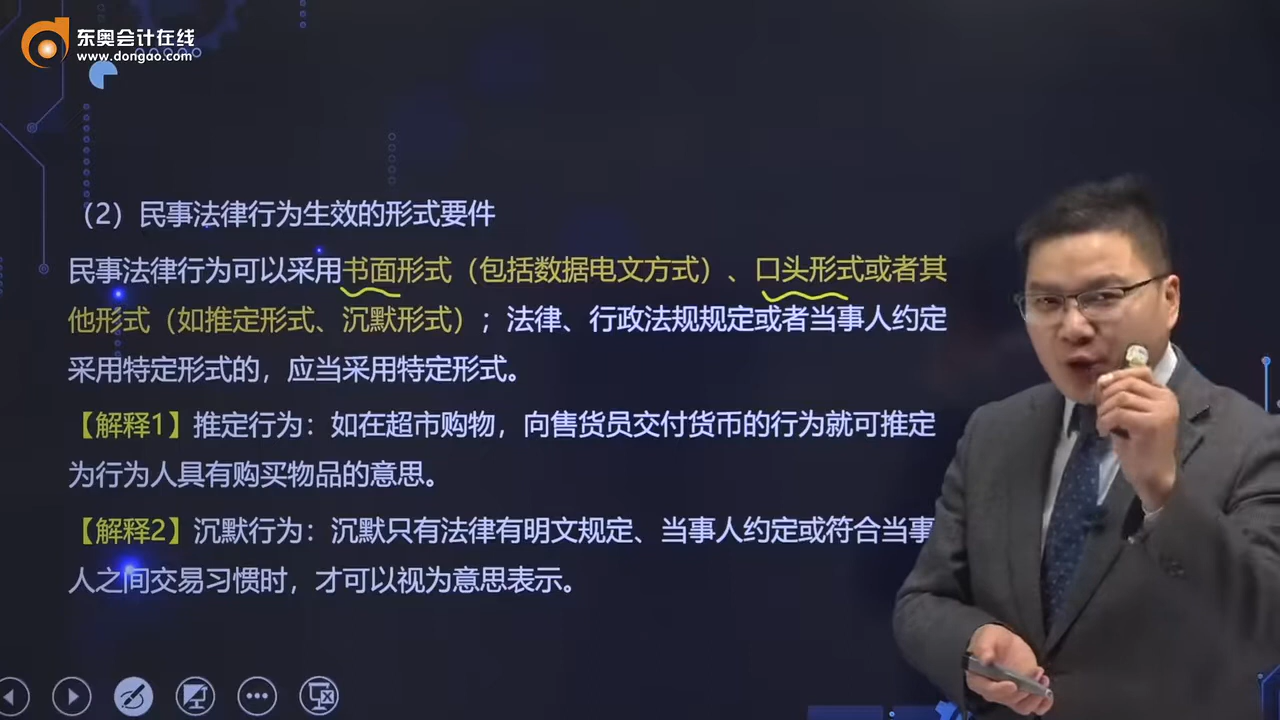 东奥会计在线
www.dongao.com
（2）民事法律行为生效的形式要件
民事法律行为可以采用书面形式（包括数据电文方式）、口头形式或者其
他形式（如推定形式、沉默形式）；法律、行政法规规定或者当事人约定
采用特定形式的，应当采用特定形式。
【解释1】推定行为：如在超市购物，向售货员交付货币的行为就可推定
为行为人具有购买物品的意思。
【解释2】沉默行为：沉默只有法律有明文规定、当事人约定或符合当事
人之间交易习惯时，才可以视为意思表示。